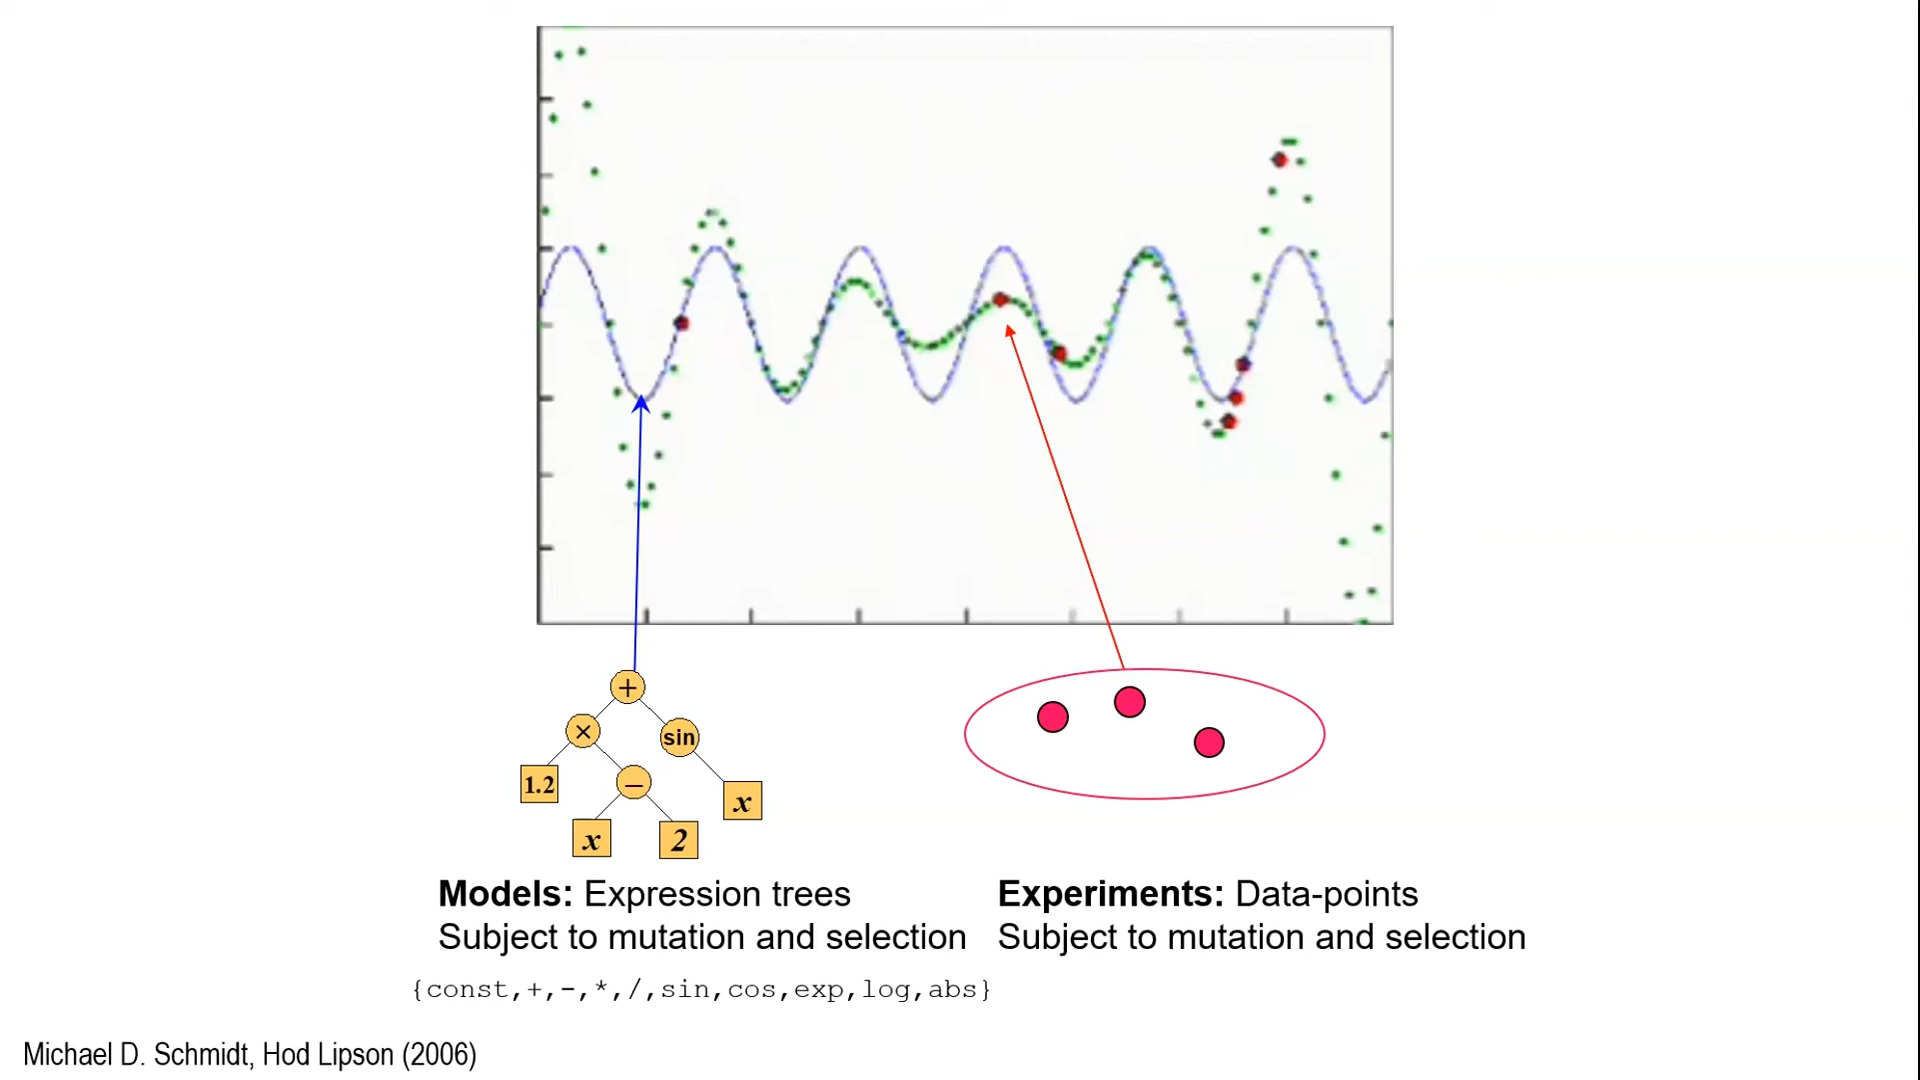 +
× sin
1.2 − x
x 2
Models: Expression trees
Subject to mutation and selection
Experiments: Data-points
Subject to mutation and selection
{const,+,-,*,/,sin,cos,exp,log,abs}
Michael D. Schmidt, Hod Lipson (2006)